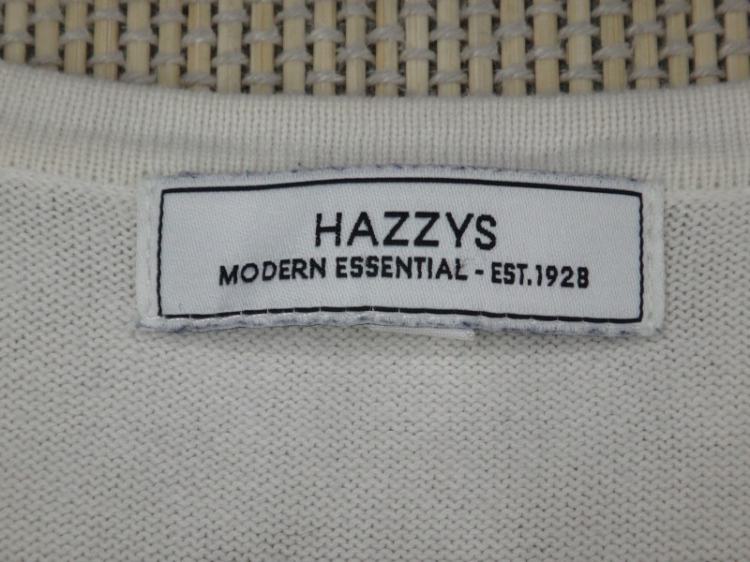 HAZZYS
MODERN ESSENTIAL - EST.1928